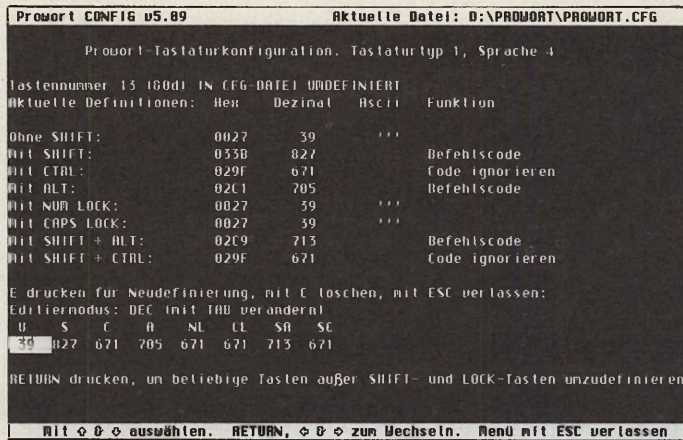 Prowort CONFIG v5.09 Aktuelle Datei: D:\PROWORT\PROWORT.CFG
Prowort-Tastaturkonfiguration. Tastaturtyp 1, Sprache 4
Tastennummer 13 (00d) IN CFG-DATEI UMDEFINIERT
Aktuelle Definitionen: Hex Dezimal Ascii Funktion
Ohne SHIFT: 0027 39 '''
Mit SHIFT: 033B 827 Befehlscode
Mit CTRL: 029F 671 Code ignorieren
Mit ALT: 02C1 705 Befehlscode
Mit NUM LOCK: 0027 39 '''
Mit CAPS LOCK: 0027 39 '''
Mit SHIFT + ALT: 02C9 713 Befehlscode
Mit SHIFT + CTRL: 029F 671 Code ignorieren
E drücken für Neudefinierung, mit C löschen, mit ESC verlassen:
Editiermodus: DEC (mit TAB verändern)
U S C A NL CL SA SC
39 827 671 705 671 671 713 671
RETURN drücken, um beliebige Tasten außer SHIFT- und LOCK-Tasten umzudefinieren
Mit & auswählen. RETURN, & zum Wechseln. Menü mit ESC verlassen